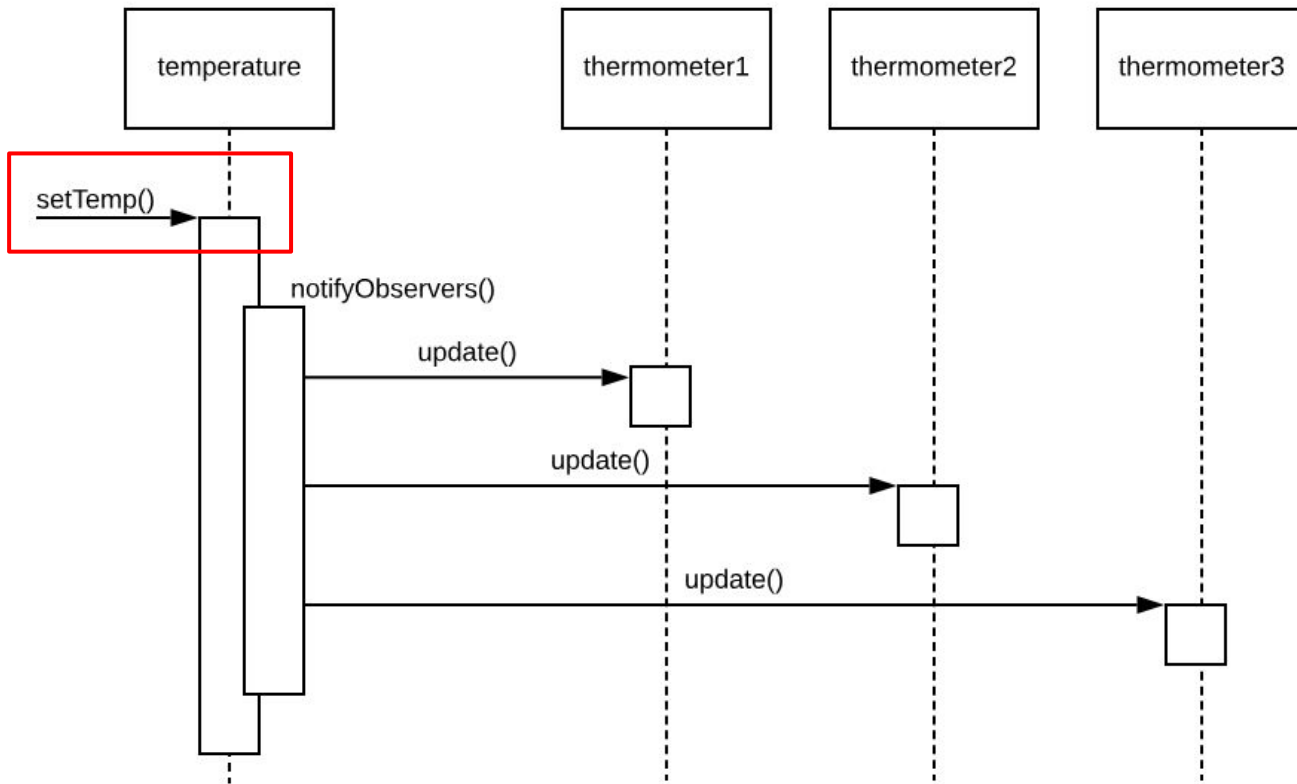 temperature
thermometer1
thermometer2
thermometer3
setTemp()
notifyObservers()
update()
update()
update()